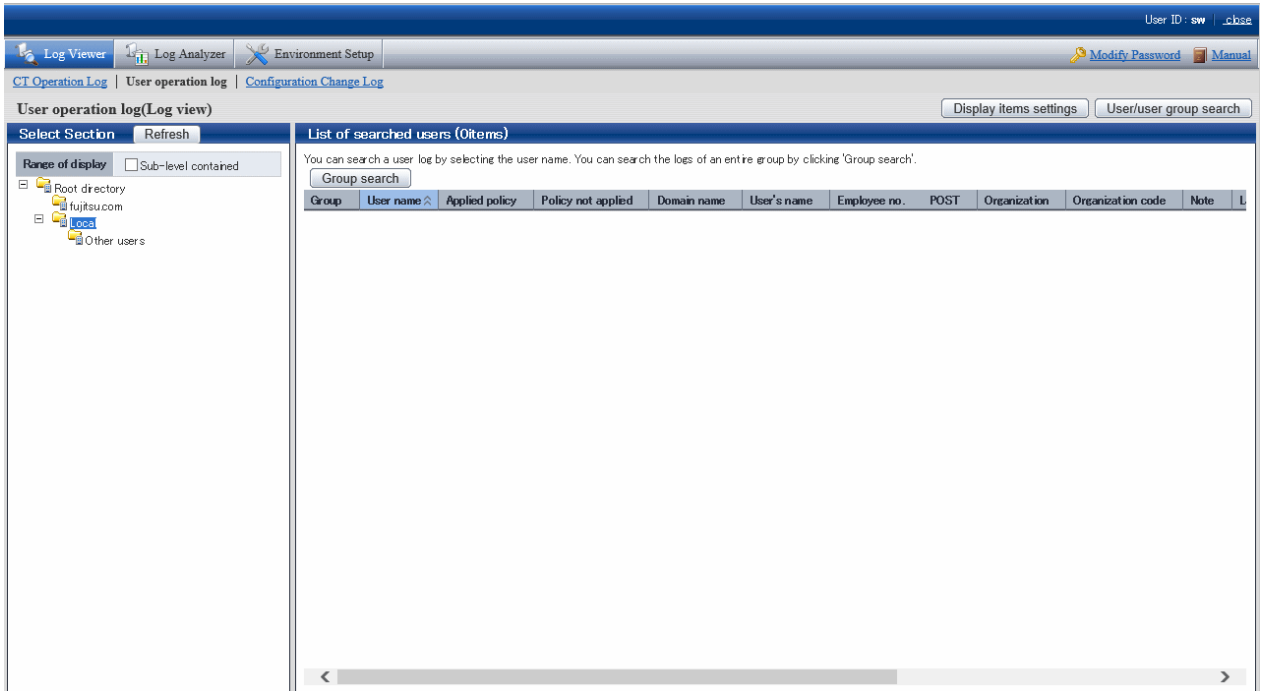 User ID : sw close
Log Viewer Log Analyzer Environment Setup Modify Password Manual
CT Operation Log User operation log Configuration Change Log
User operation log(Log view) Display items settings User/user group search
Select Section Refresh List of searched users (0items)
Range of display Sub-level contained
You can search a user log by selecting the user name. You can search the logs of an entire group by clicking 'Group search'.
Group search
Group User name Applied policy Policy not applied Domain name User's name Employee no. POST Organization Organization code Note L
Root directory
fujitsu.com
Local
Other users